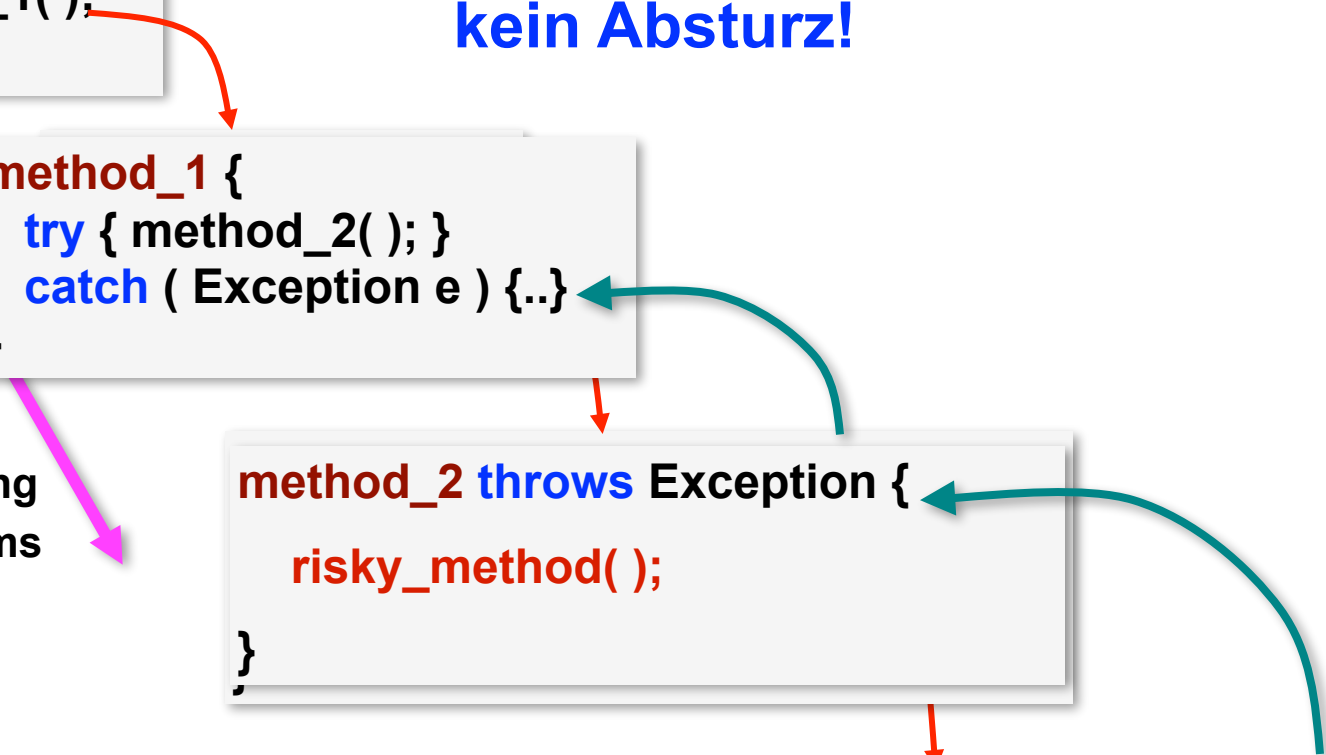 kein Absturz!
method_1 {
try { method_2( ); }
catch ( Exception e ) {..}
method_2 throws Exception {
risky_method( );
}